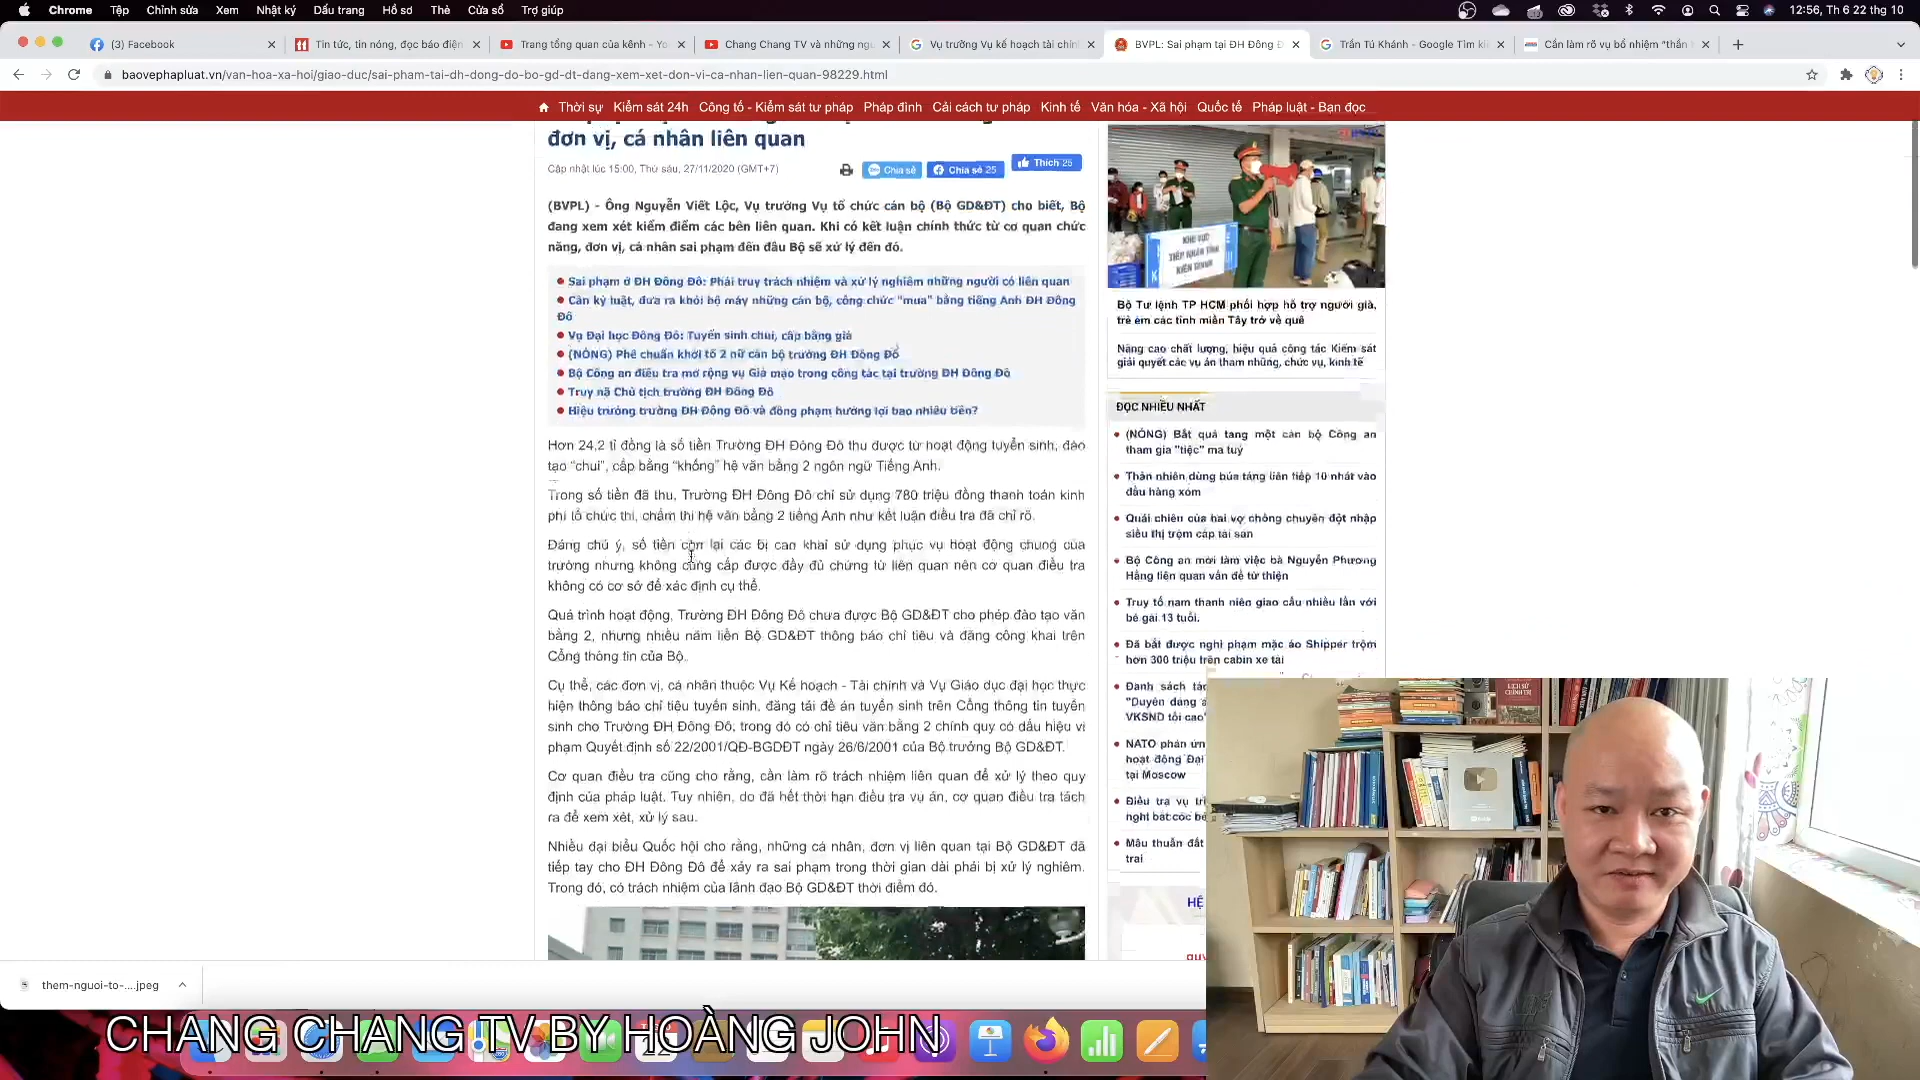 Chrome Tệp Chỉnh sửa Xem Nhật ký Dấu trang Hồ sơ Thẻ Cửa sổ Trợ giúp
12:56, Th 6 22 thg 10
(3) Facebook
Tin tức, tin nóng, đọc báo điện
Trang tổng quan của kênh - Yo
Chang Chang TV và những ngu
Vụ trưởng Vụ kế hoạch tài chín
BVPL: Sai phạm tại ĐH Đông Đ
Trần Tú Khánh - Google Tìm ki
Cần làm rõ vụ bổ nhiệm "thần
baovephapluat.vn/van-hoa-xa-hoi/giao-duc/sai-pham-tai-dh-dong-do-bo-gd-dt-dang-xem-xet-don-vi-ca-nhan-lien-quan-98229.html
Thời sự Kiểm sát 24h Công tố - Kiểm sát tư pháp Pháp đình Cải cách tư pháp Kinh tế Văn hóa - Xã hội Quốc tế Pháp luật - Bạn đọc
đơn vị, cá nhân liên quan
Cập nhật lúc 15:00, Thứ sáu, 27/11/2020 (GMT+7)
Chia sẻ
Chia sẻ 25
Thích 25
(BVPL) - Ông Nguyễn Viết Lộc, Vụ trưởng Vụ tổ chức cán bộ (Bộ GD&ĐT) cho biết, Bộ
đang xem xét kiểm điểm các bên liên quan. Khi có kết luận chính thức từ cơ quan chức
năng, đơn vị, cá nhân sai phạm đến đâu Bộ sẽ xử lý đến đó.
Sai phạm ở ĐH Đông Đô: Phải truy trách nhiệm và xử lý nghiêm những người có liên quan
Cần kỷ luật, đưa ra khỏi bộ máy những cán bộ, công chức "mua" bằng tiếng Anh ĐH Đông
Đô
Vụ Đại học Đông Đô: Tuyển sinh chui, cấp bằng giả
(NÓNG) Phê chuẩn khởi tố 2 nữ cán bộ trường ĐH Đông Đô
Bộ Công an điều tra mở rộng vụ Giả mạo trong công tác tại trường ĐH Đông Đô
Truy nã Chủ tịch trường ĐH Đông Đô
Hiệu trưởng trường ĐH Đông Đô và đồng phạm hưởng lợi bao nhiêu tiền?
Hơn 24,2 tỉ đồng là số tiền Trường ĐH Đông Đô thu được từ hoạt động tuyển sinh, đào
tạo "chui", cấp bằng "khống" hệ văn bằng 2 ngôn ngữ Tiếng Anh.
Trong số tiền đã thu, Trường ĐH Đông Đô chỉ sử dụng 780 triệu đồng thanh toán kinh
phí tổ chức thi, chấm thi hệ văn bằng 2 tiếng Anh như kết luận điều tra đã chỉ rõ.
Đáng chú ý, số tiền còn lại các bị can khai sử dụng phục vụ hoạt động chung của
trường nhưng không cung cấp được đầy đủ chứng từ liên quan nên cơ quan điều tra
không có cơ sở để xác định cụ thể.
Quá trình hoạt động, Trường ĐH Đông Đô chưa được Bộ GD&ĐT cho phép đào tạo văn
bằng 2, nhưng nhiều năm liền Bộ GD&ĐT thông báo chỉ tiêu và đăng công khai trên
Cổng thông tin của Bộ.
Cụ thể, các đơn vị, cá nhân thuộc Vụ Kế hoạch - Tài chính và Vụ Giáo dục đại học thực
hiện thông báo chỉ tiêu tuyển sinh, đăng tải đề án tuyển sinh trên Cổng thông tin tuyển
sinh cho Trường ĐH Đông Đô, trong đó có chỉ tiêu văn bằng 2 chính quy có dấu hiệu vi
phạm Quyết định số 22/2001/QĐ-BGDĐT ngày 26/6/2001 của Bộ trưởng Bộ GD&ĐT.
Cơ quan điều tra cũng cho rằng, cần làm rõ trách nhiệm liên quan để xử lý theo quy
định của pháp luật. Tuy nhiên, do đã hết thời hạn điều tra vụ án, cơ quan điều tra tách
ra để xem xét, xử lý sau.
Nhiều đại biểu Quốc hội cho rằng, những cá nhân, đơn vị liên quan tại Bộ GD&ĐT đã
tiếp tay cho ĐH Đông Đô để xảy ra sai phạm trong thời gian dài phải bị xử lý nghiêm.
Trong đó, có trách nhiệm của lãnh đạo Bộ GD&ĐT thời điểm đó.
KHU VỰC
TIẾP NHẬN TỈNH
KIÊN GIANG
Bộ Tư lệnh TP HCM phối hợp hỗ trợ người già,
trẻ em các tỉnh miền Tây trở về quê
Nâng cao chất lượng, hiệu quả công tác Kiểm sát
giải quyết các vụ án tham nhũng, chức vụ, kinh tế
ĐỌC NHIỀU NHẤT
(NÓNG) Bắt quả tang một cán bộ Công an
tham gia "tiệc" ma tuý
Thản nhiên dùng búa tăng liên tiếp 10 nhát vào
đầu hàng xóm
Quái chiêu của hai vợ chồng chuyên đột nhập
siêu thị trộm cắp tài sản
Bộ Công an mời làm việc bà Nguyễn Phương
Hằng liên quan vấn đề từ thiện
Truy tố nam thanh niên giao cấu nhiều lần với
bé gái 13 tuổi.
Đã bắt được nghi phạm mặc áo Shipper trộm
hơn 300 triệu trên cabin xe tải
Danh sách tác
"Duyên dáng á
VKSND tối cao"
NATO phản ứn
hoạt động Đại
tại Moscow
Điều tra vụ tr
nghi bắt cóc bé
Mâu thuẫn đất
trai
HỆ
quy
them-nguoi-to-....jpeg
CHANG CHANG TV BY HOÀNG JOHN